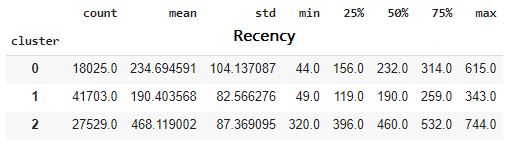 count mean std min 25% 50% 75% max
cluster Recency
0 18025.0 234.694591 104.137087 44.0 156.0 232.0 314.0 615.0
1 41703.0 190.403568 82.566276 49.0 119.0 190.0 259.0 343.0
2 27529.0 468.119002 87.369095 320.0 396.0 460.0 532.0 744.0